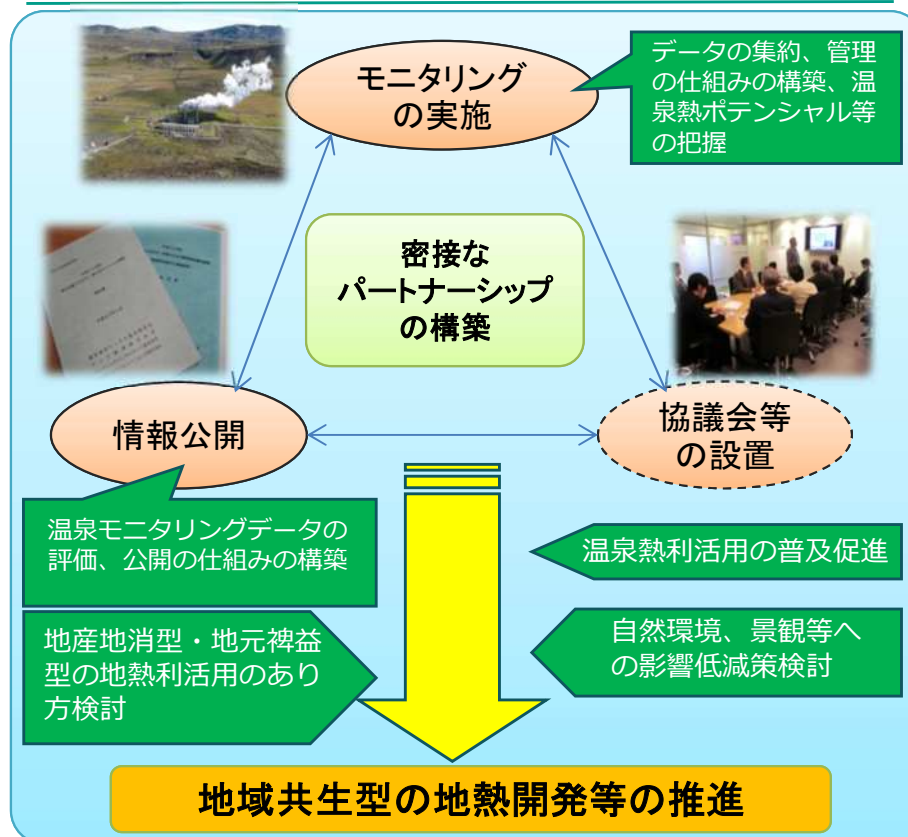 モニタリング
の実施
データの集約、管理
の仕組みの構築、温
泉熱ポテンシャル等
の把握
密接な
パートナーシップ
の構築
情報公開
協議会等
の設置
温泉モニタリングデータの
評価、公開の仕組みの構築
温泉熱利活用の普及促進
地産地消型・地元裨益
型の地熱利活用のあり
方検討
自然環境、景観等へ
の影響低減策検討
地域共生型の地熱開発等の推進